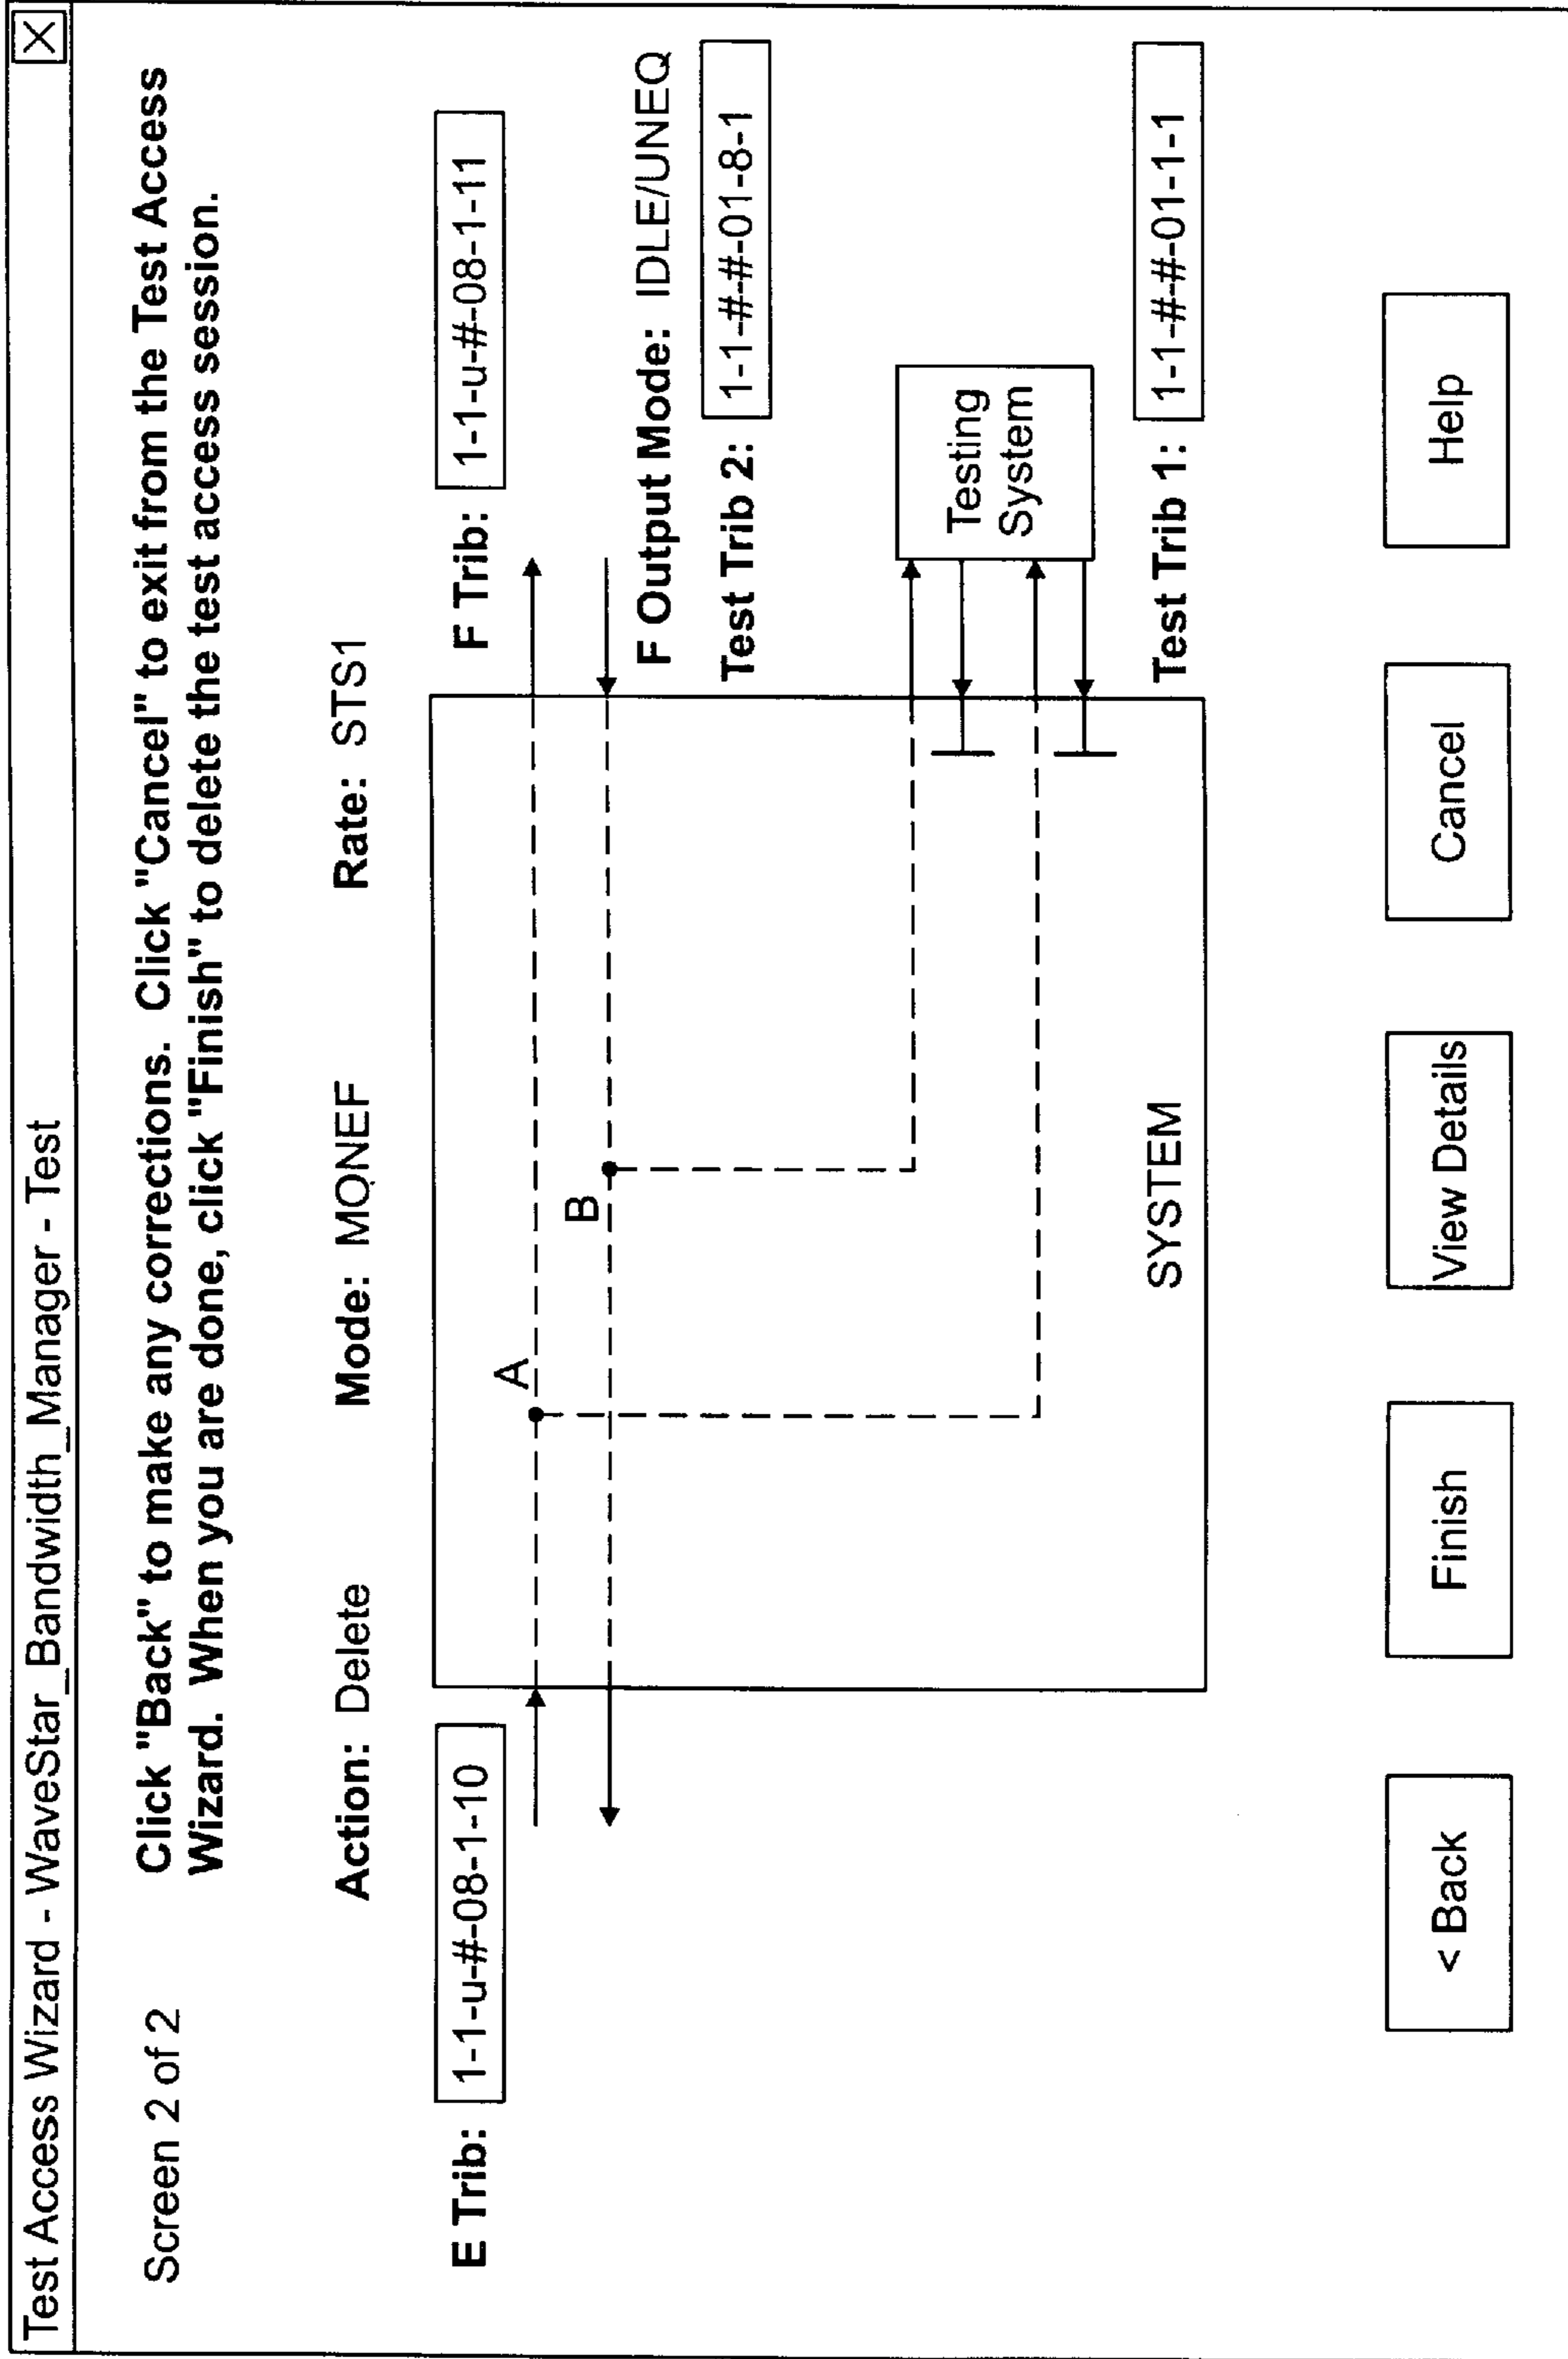 Test Access Wizard - WaveStar_Bandwidth_Manager - Test
Screen 2 of 2
Click "Back" to make any corrections. Click "Cancel" to exit from the Test Access
Wizard. When you are done, click "Finish" to delete the test access session.
Action: Delete
Mode: MONEF
Rate: STS1
E Trib: 1-1-u-#-08-1-10
F Trib: 1-1-u-#-08-1-11
A
B
F Output Mode: IDLE/UNEQ
Test Trib 2: 1-1-#-#-01-8-1
Testing
System
Test Trib 1: 1-1-#-#-01-1-1
SYSTEM
< Back
Finish
View Details
Cancel
Help